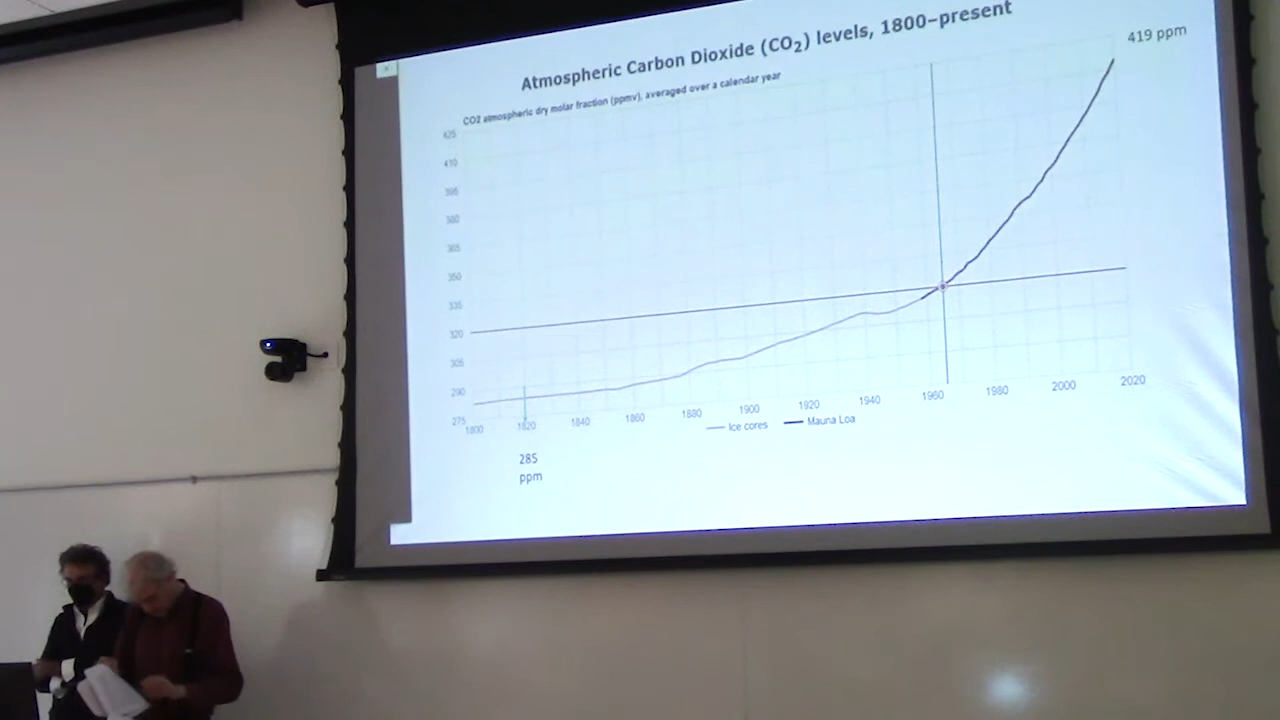 Atmospheric Carbon Dioxide (CO2) levels, 1800–present
419 ppm
CO2 atmospheric dry molar fraction (ppmv), averaged over a calendar year
425
410
395
380
365
350
335
320
305
290
275
1800 1820 1840 1860 1880 1900 1920 1940 1960 1980 2000 2020
Ice cores Mauna Loa
285
ppm